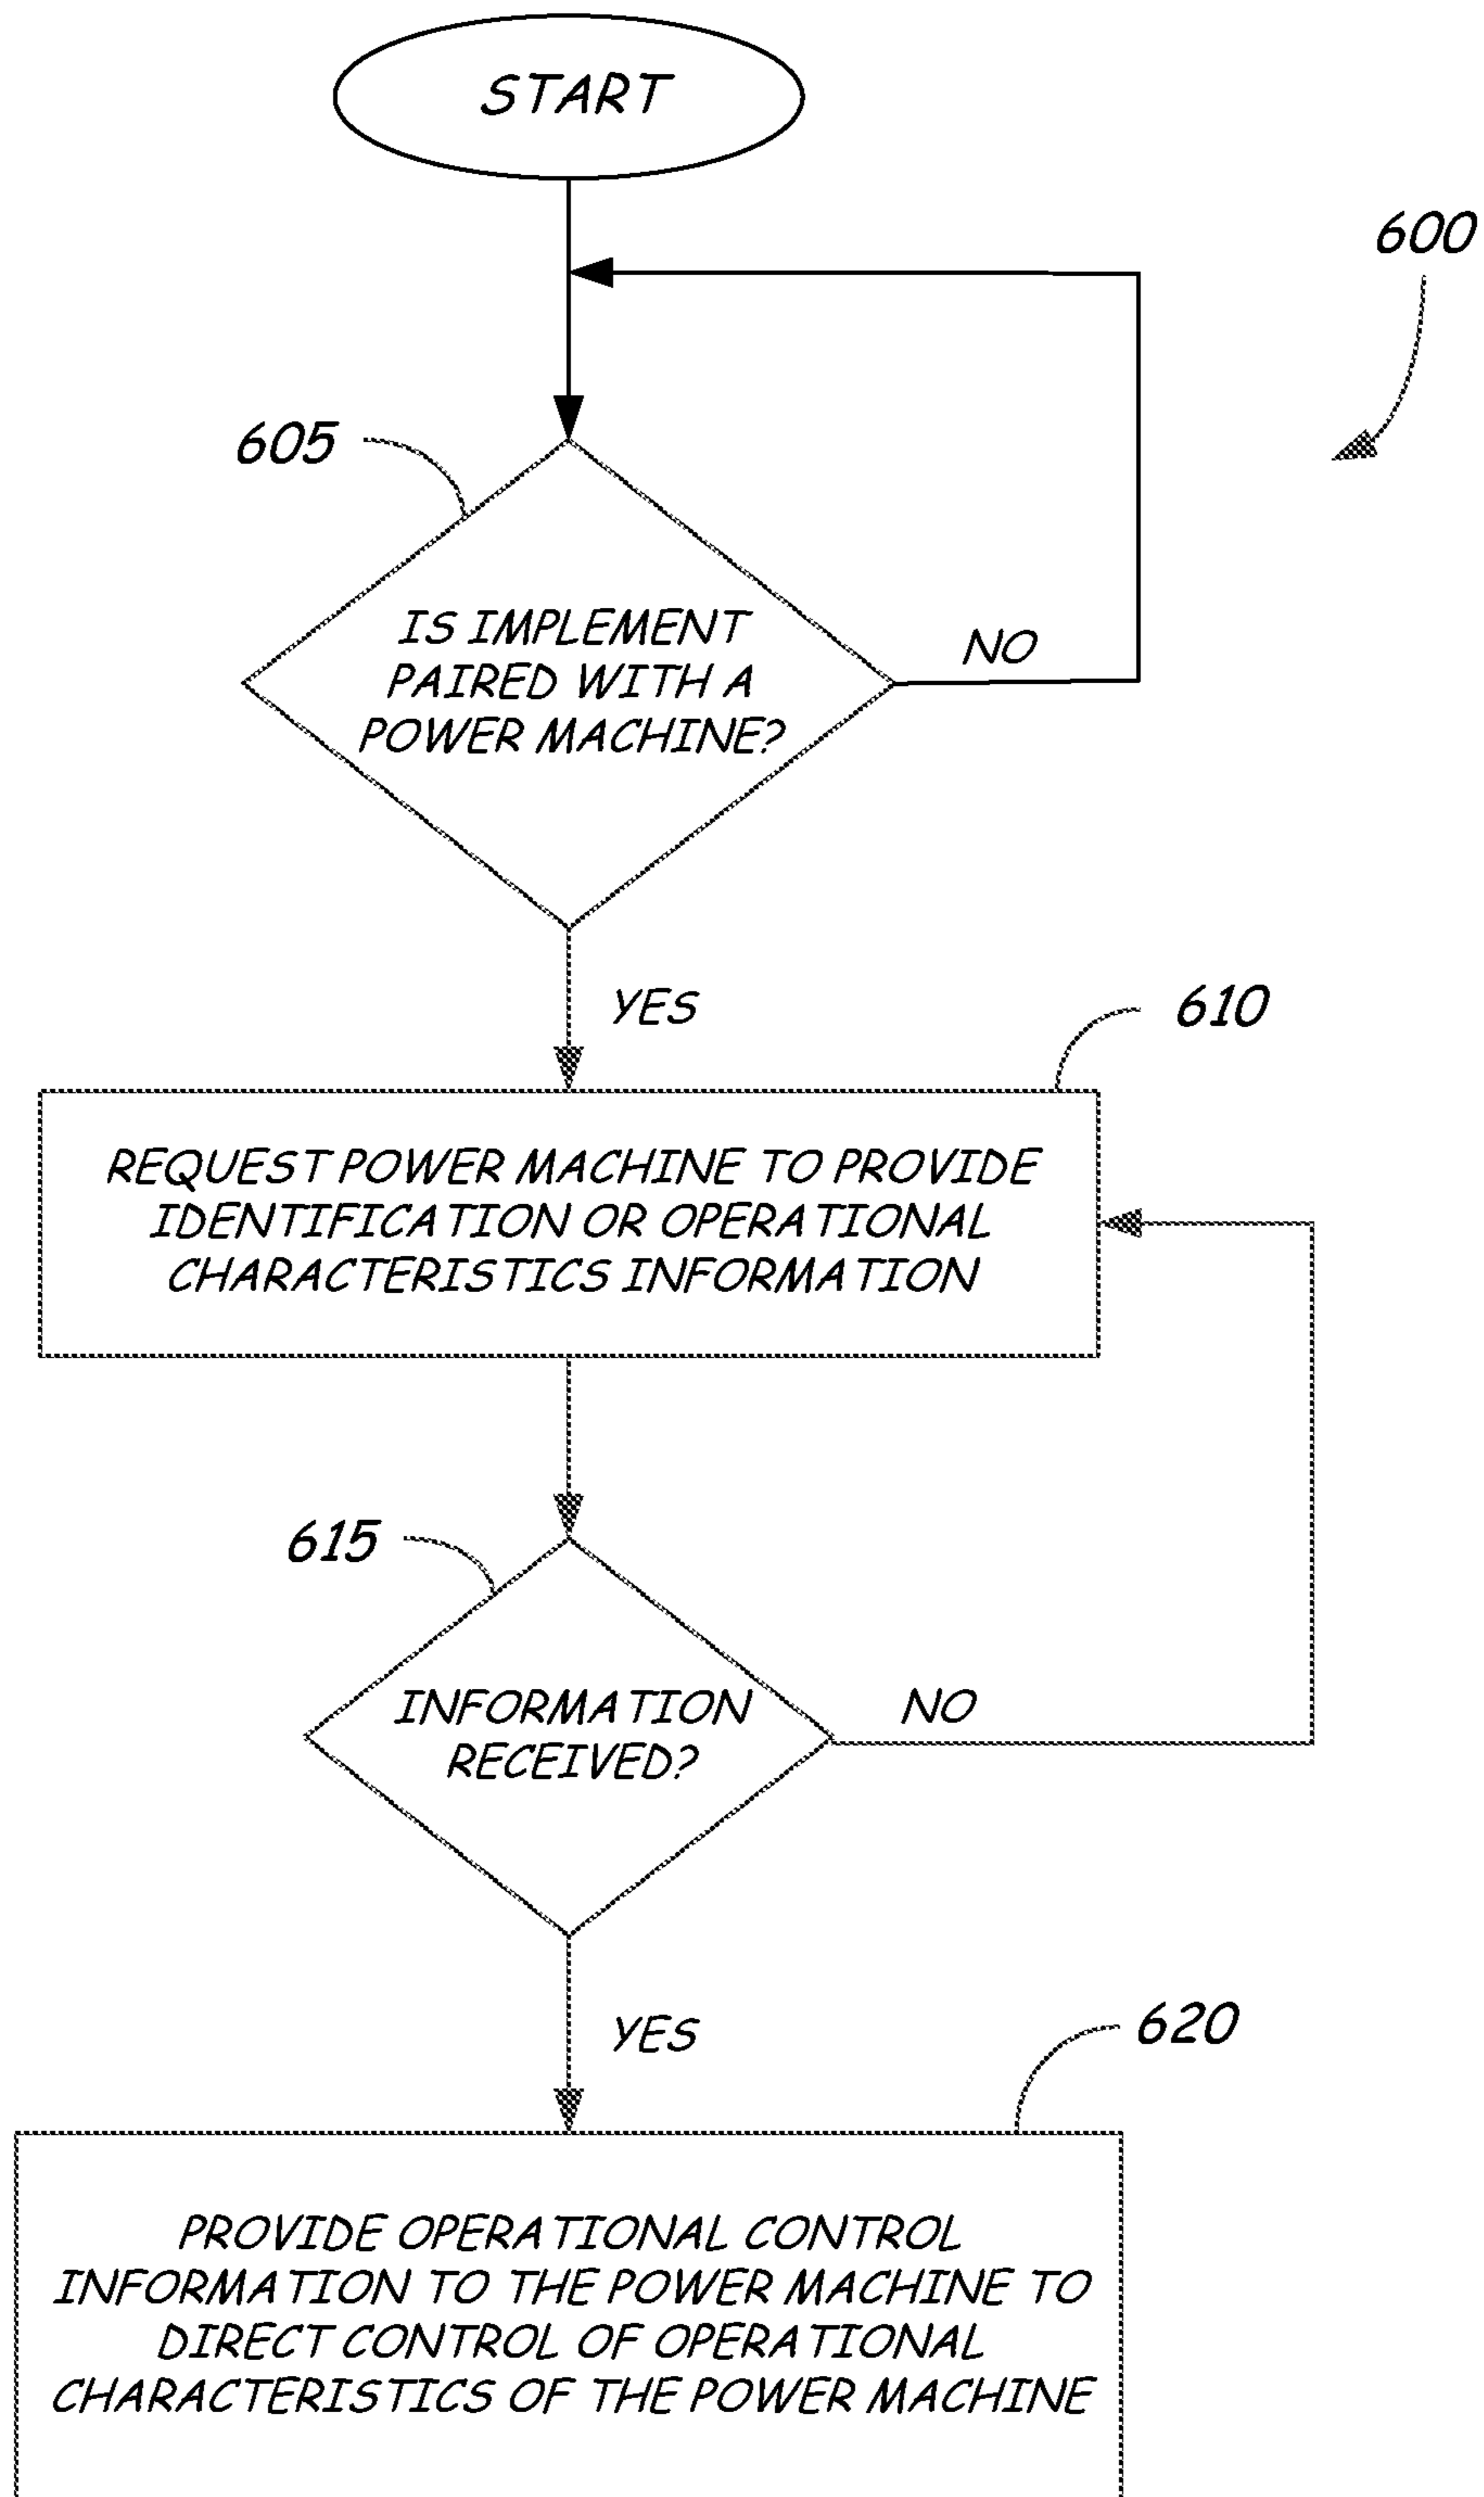 START
600
605
IS IMPLEMENT
PAIRED WITH A
POWER MACHINE?
NO
YES
610
REQUEST POWER MACHINE TO PROVIDE
IDENTIFICATION OR OPERATIONAL
CHARACTERISTICS INFORMATION
615
INFORMATION
RECEIVED?
NO
YES
620
PROVIDE OPERATIONAL CONTROL
INFORMATION TO THE POWER MACHINE TO
DIRECT CONTROL OF OPERATIONAL
CHARACTERISTICS OF THE POWER MACHINE